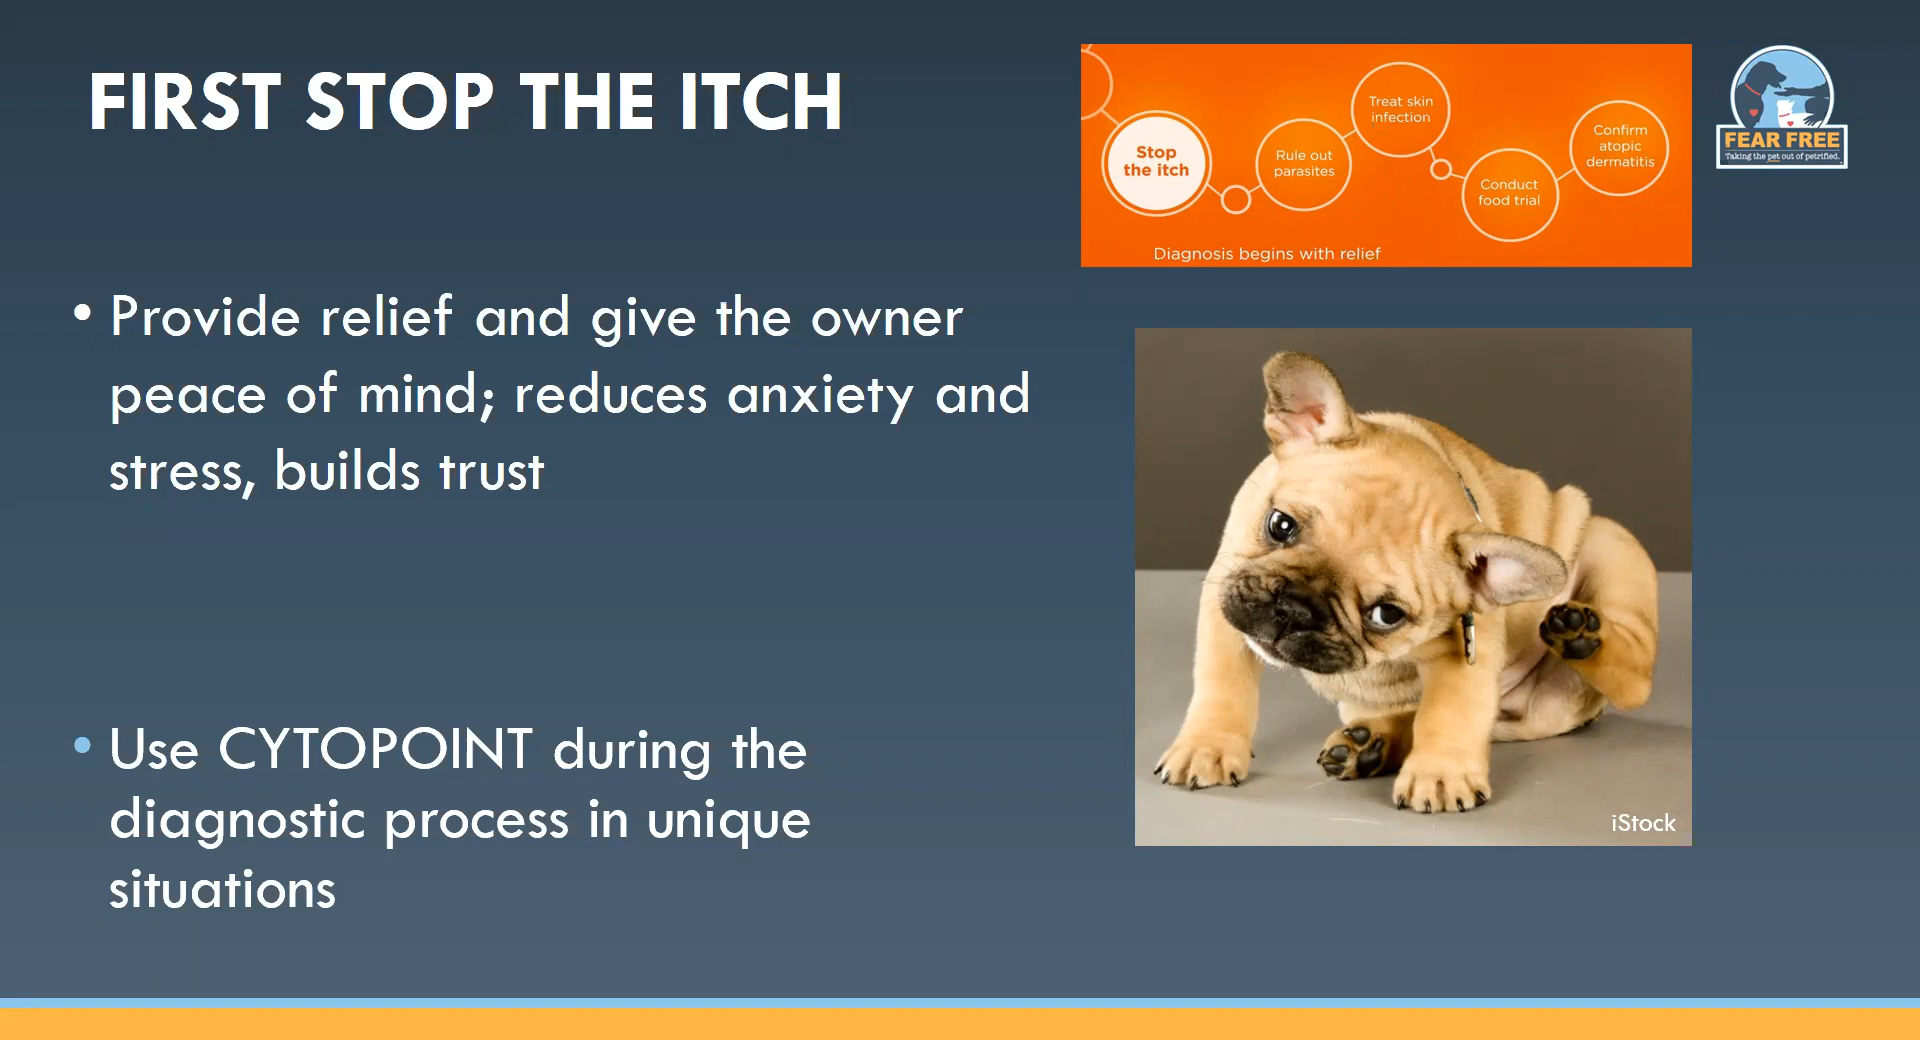 FIRST STOP THE ITCH
Stop
the itch
Rule out
parasites
Treat skin
infection
Conduct
food trial
Confirm
atopic
dermatitis
Diagnosis begins with relief
FEAR FREE
Taking the pet out of petrified.
• Provide relief and give the owner
peace of mind; reduces anxiety and
stress, builds trust
• Use CYTOPOINT during the
diagnostic process in unique
situations
iStock